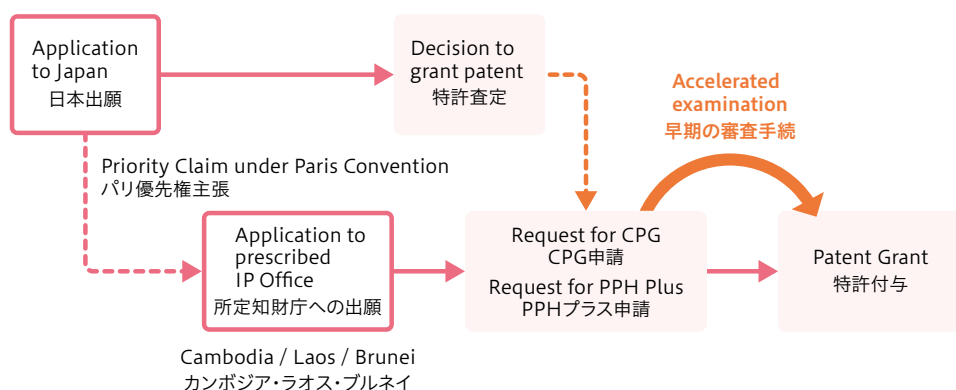 Application
to Japan
日本出願
Decision to
grant patent
特許査定
Accelerated
examination
早期の審査手続
Priority Claim under Paris Convention
パリ優先権主張
Application to
prescribed
IP Office
所定知財庁への出願
Request for CPG
CPG申請
Request for PPH Plus
PPHプラス申請
Patent Grant
特許付与
Cambodia / Laos / Brunei
カンボジア・ラオス・ブルネイ